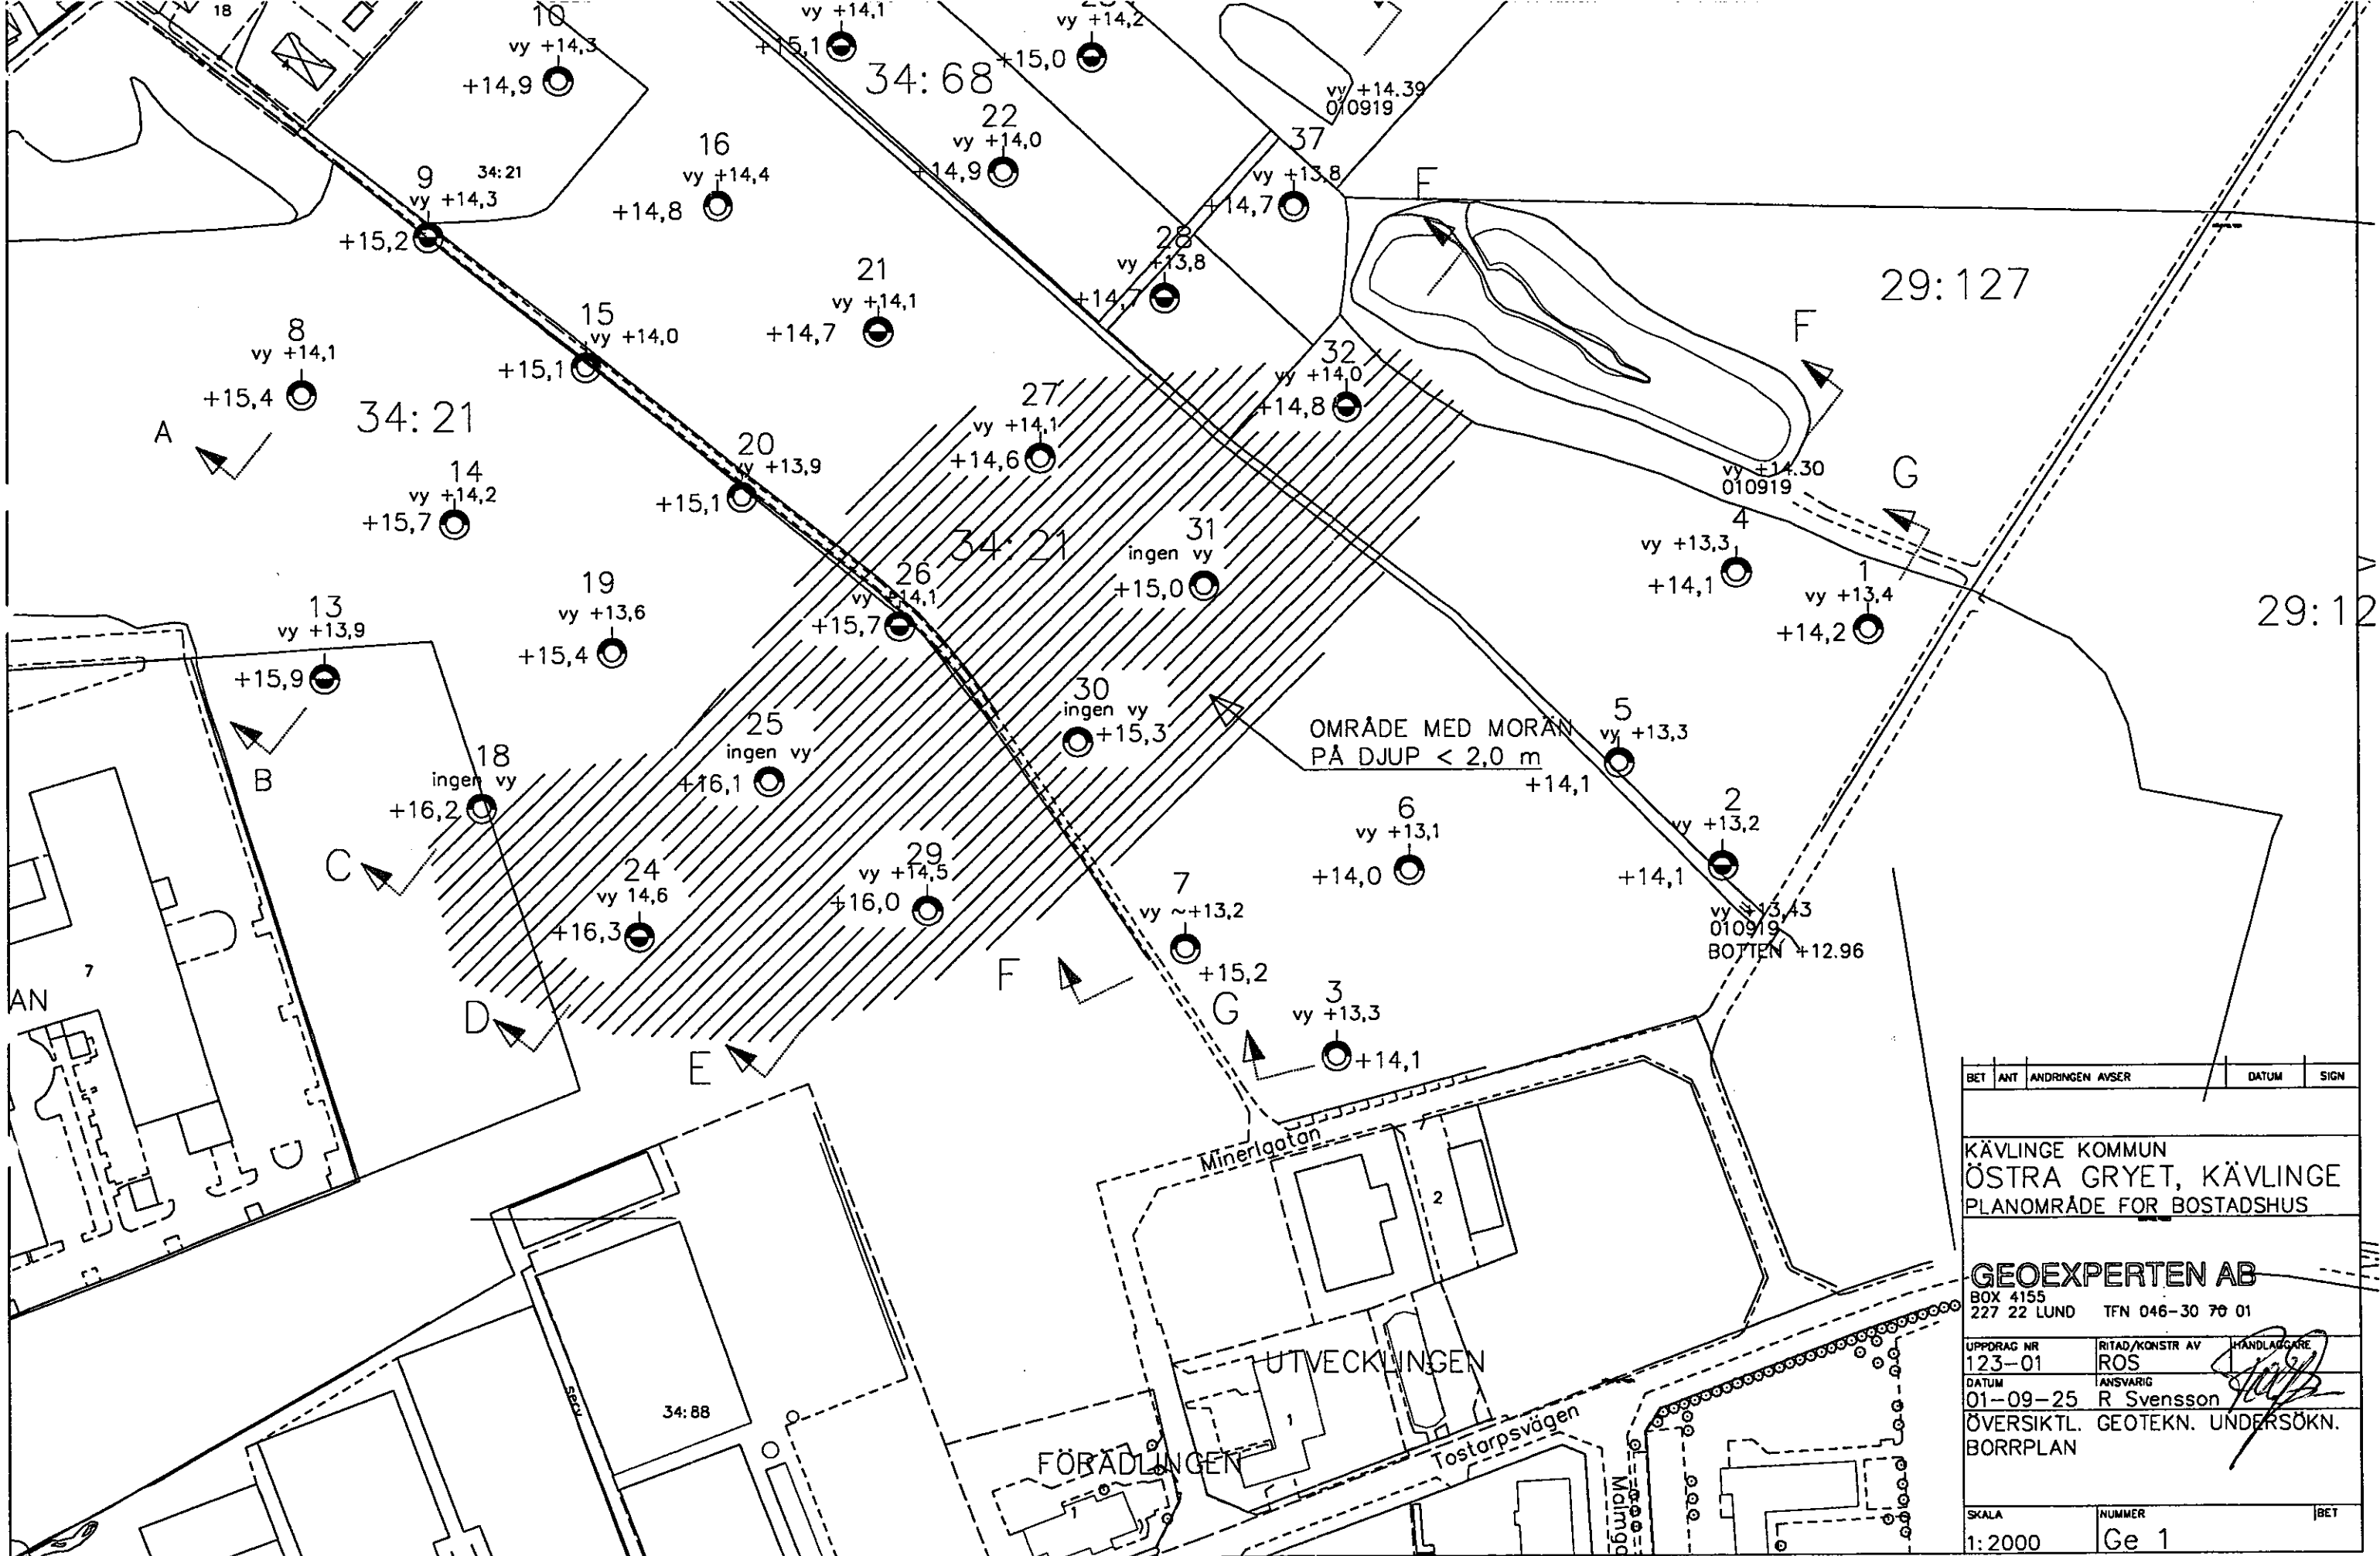 18
10
vy +14,3
+14,9
vy +14,1
+15,1
34:68
vy +14,2
+15,0
vy +14.39
010919
22
vy +14,0
+14,9
37
vy +13,8
+14,7
16
vy +14,4
+14,8
9
vy +14,3
+15,2
34:21
F
28
vy +13,8
+14,7
29:127
21
vy +14,1
+14,7
15
vy +14,0
+15,1
8
vy +14,1
+15,4
34:21
A
F
32
vy +14,0
+14,8
27
vy +14,1
+14,6
20
vy +13,9
+15,1
14
vy +14,2
+15,7
vy +14.30
010919
G
4
vy +13,3
+14,1
1
vy +13,4
+14,2
29:12
34:21
31
ingen vy
+15,0
26
vy +14,1
+15,7
19
vy +13,6
+15,4
13
vy +13,9
+15,9
B
30
ingen vy
+15,3
OMRÅDE MED MORÄN
PÅ DJUP < 2,0 m
5
vy +13,3
+14,1
25
ingen vy
+16,1
18
ingen vy
+16,2
C
6
vy +13,1
+14,0
2
vy +13,2
+14,1
24
vy 14,6
+16,3
29
vy +14,5
+16,0
7
vy ~+13,2
+15,2
vy +13,43
010919
BOTTEN +12.96
7
AN
F
D
E
G
3
vy +13,3
+14,1
Minerlgatan
2
UTVECKLINGEN
1
34:88
serv
FÖRÄDLINGEN
1
Tostarpsvägen
Malmga
BET ANT ANDRINGEN AVSER DATUM SIGN
KÄVLINGE KOMMUN
ÖSTRA GRYET, KÄVLINGE
PLANOMRÅDE FOR BOSTADSHUS
GEOEXPERTEN AB
BOX 4155
227 22 LUND TFN 046-30 70 01
UPPDRAG NR RITAD/KONSTR AV HANDLAGGARE
123-01 ROS
DATUM ANSVARIG
01-09-25 R Svensson
ÖVERSIKTL. GEOTEKN. UNDERSÖKN.
BORRPLAN
SKALA NUMMER BET
1:2000 Ge 1